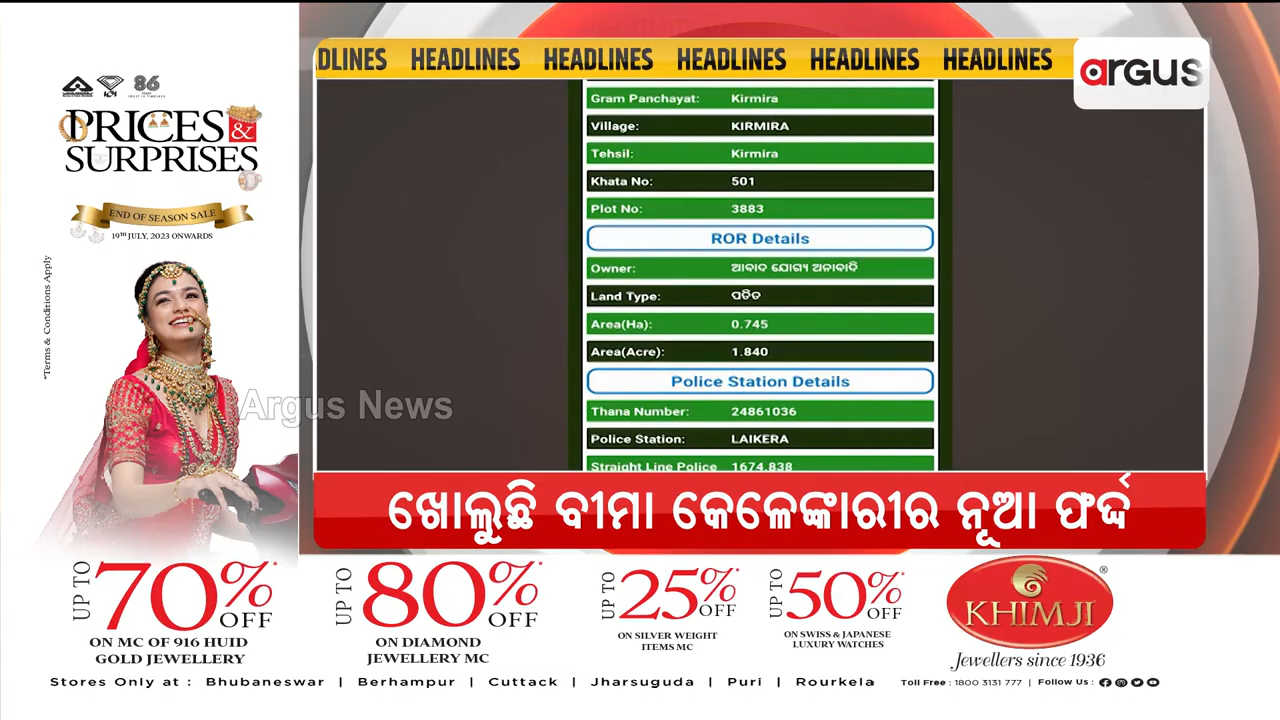 DLINES HEADLINES HEADLINES HEADLINES HEADLINES HEADLINES
argus
86
PRICES &
SURPRISES
END OF SEASON SALE
19TH JULY, 2023 ONWARDS
*Terms & Conditions Apply
Gram Panchayat: Kirmira
Village: KIRMIRA
Tehsil: Kirmira
Khata No: 501
Plot No: 3883
ROR Details
Owner: ଆବାଦ ଯୋଗ୍ୟ ଅନାବାଦି
Land Type: ପତିତ
Area(Ha): 0.745
Area(Acre): 1.840
Police Station Details
Thana Number: 24861036
Police Station: LAIKERA
Straight Line Police 1674.838
Argus News
ଖୋଲୁଛି ବୀମା କେଳେଙ୍କାରୀର ନୂଆ ଫର୍ଦ୍ଦ
UP TO 70%* OFF
ON MC OF 916 HUID
GOLD JEWELLERY
UP TO 80%* OFF
ON DIAMOND
JEWELLERY MC
UP TO 25%* OFF
ON SILVER WEIGHT
ITEMS MC
UP TO 50%* OFF
ON SWISS & JAPANESE
LUXURY WATCHES
KHIMJI ®
Jewellers since 1936
Stores Only at : Bhubaneswar | Berhampur | Cuttack | Jharsuguda | Puri | Rourkela
Toll Free : 1800 3131 777 | Follow Us :